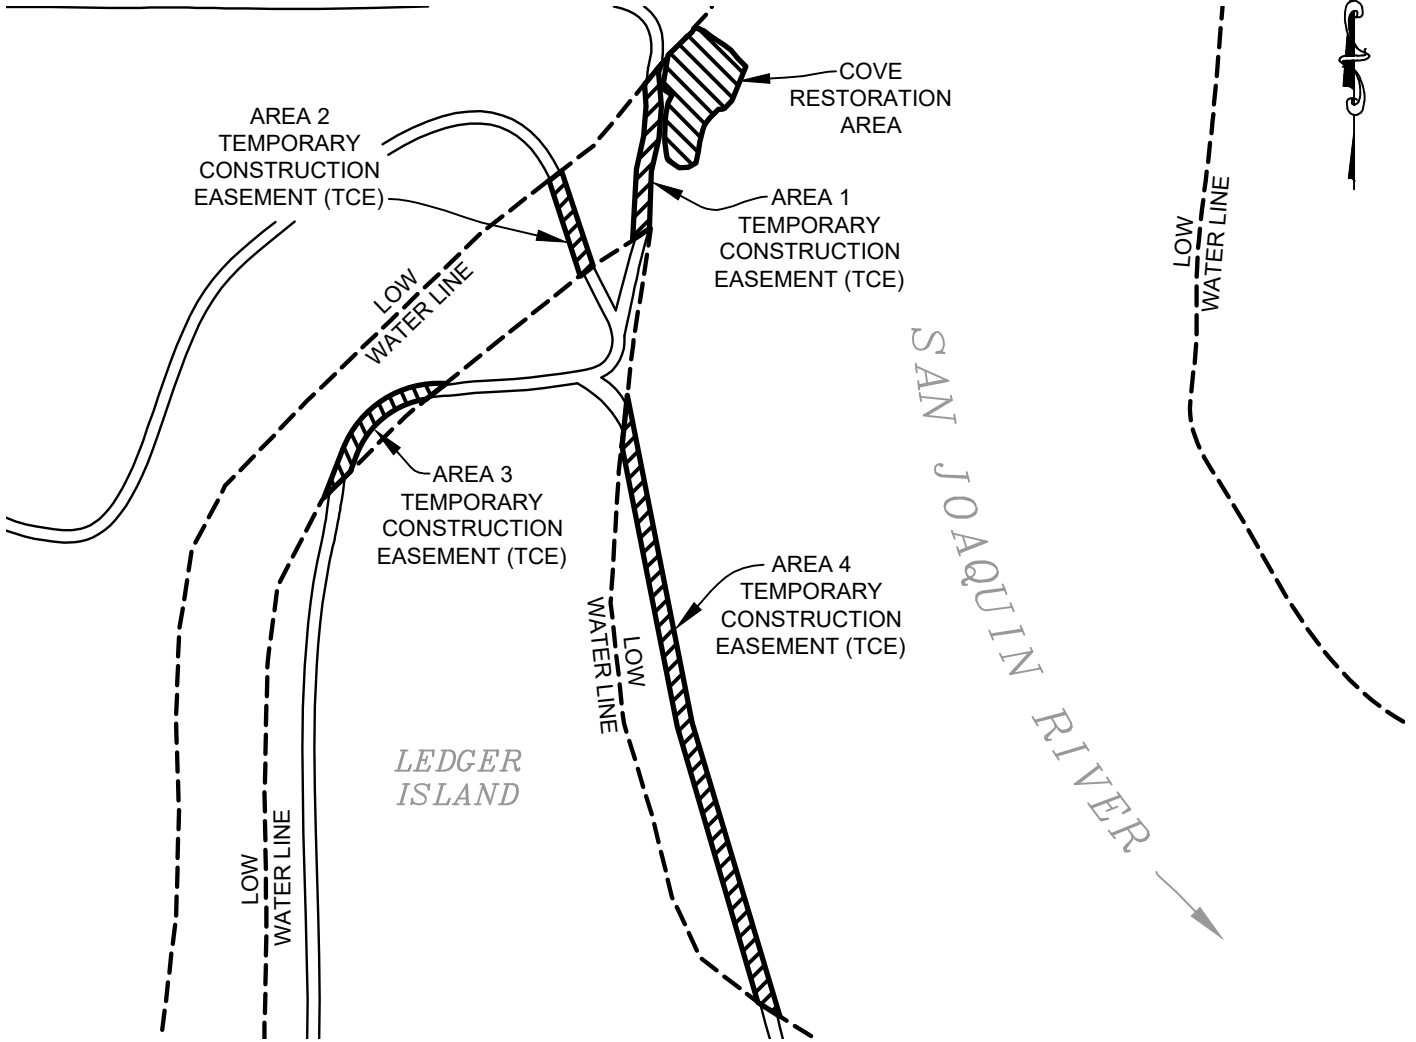 COVE
RESTORATION
AREA
AREA 2
TEMPORARY
CONSTRUCTION
EASEMENT (TCE)
AREA 1
TEMPORARY
CONSTRUCTION
EASEMENT (TCE)
LOW
WATER LINE
LOW
WATER LINE
SAN JOAQUIN RIVER
AREA 3
TEMPORARY
CONSTRUCTION
EASEMENT (TCE)
AREA 4
TEMPORARY
CONSTRUCTION
EASEMENT (TCE)
LOW
WATER LINE
LEDGER
ISLAND
LOW
WATER LINE